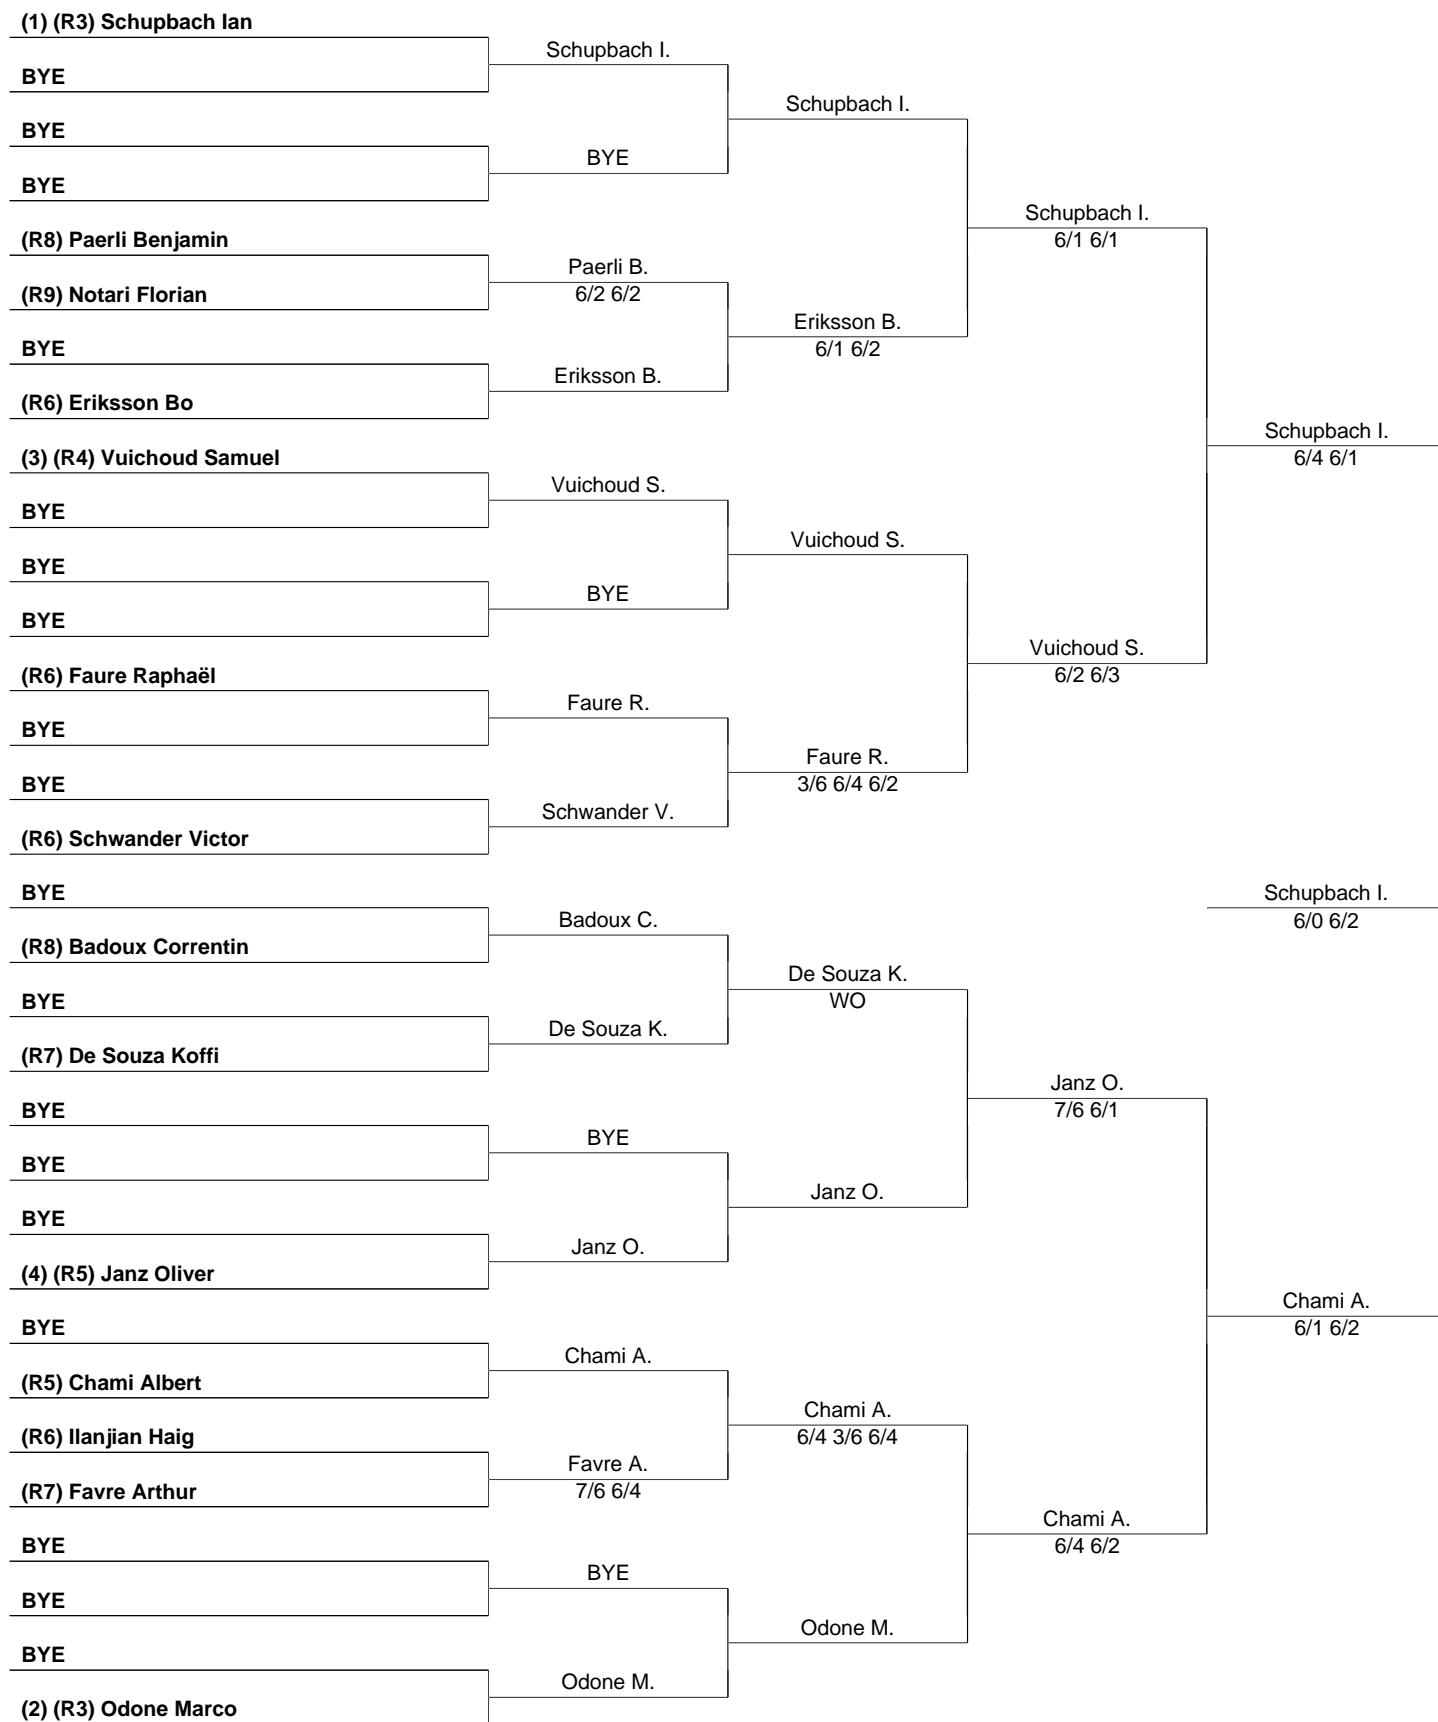 (1) (R3) Schupbach Ian
BYE
BYE
BYE
(R8) Paerli Benjamin
(R9) Notari Florian
BYE
(R6) Eriksson Bo
(3) (R4) Vuichoud Samuel
BYE
BYE
BYE
(R6) Faure Raphaël
BYE
BYE
(R6) Schwander Victor
BYE
(R8) Badoux Correntin
BYE
(R7) De Souza Koffi
BYE
BYE
BYE
(4) (R5) Janz Oliver
BYE
(R5) Chami Albert
(R6) Ilanjian Haig
(R7) Favre Arthur
BYE
BYE
BYE
(2) (R3) Odone Marco
Schupbach I.
BYE
Paerli B.
6/2 6/2
Eriksson B.
Vuichoud S.
BYE
Faure R.
Schwander V.
Badoux C.
De Souza K.
BYE
Janz O.
Chami A.
Favre A.
7/6 6/4
BYE
Odone M.
Schupbach I.
Eriksson B.
6/1 6/2
Vuichoud S.
Faure R.
3/6 6/4 6/2
De Souza K.
WO
Janz O.
Chami A.
6/4 3/6 6/4
Odone M.
Schupbach I.
6/1 6/1
Vuichoud S.
6/2 6/3
Janz O.
7/6 6/1
Chami A.
6/4 6/2
Schupbach I.
6/4 6/1
Schupbach I.
6/0 6/2
Chami A.
6/1 6/2